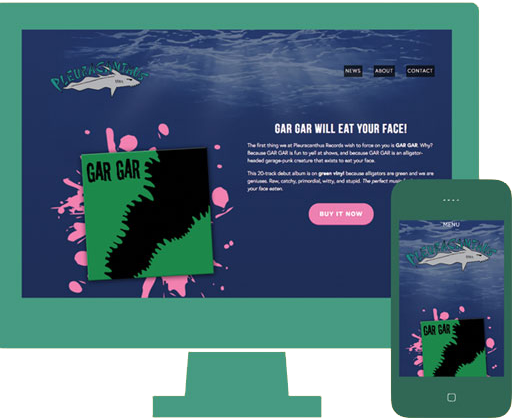 PLEURACANTHUS
NEWS ABOUT CONTACT
GAR GAR WILL EAT YOUR FACE!
The first thing we at Pleuracanthus Records wish to force on you is GAR GAR. Why?
Because GAR GAR is fun to yell at shows, and because GAR GAR is an alligator-
headed garage-punk creature that exists to eat your face.
This 20-track debut album is on green vinyl because alligators are green and we are
geniuses. Raw, catchy, primordial, witty, and stupid. The perfect music
your face eaten.
BUY IT NOW
GAR GAR
MENU
PLEURACANTHUS
GAR GAR